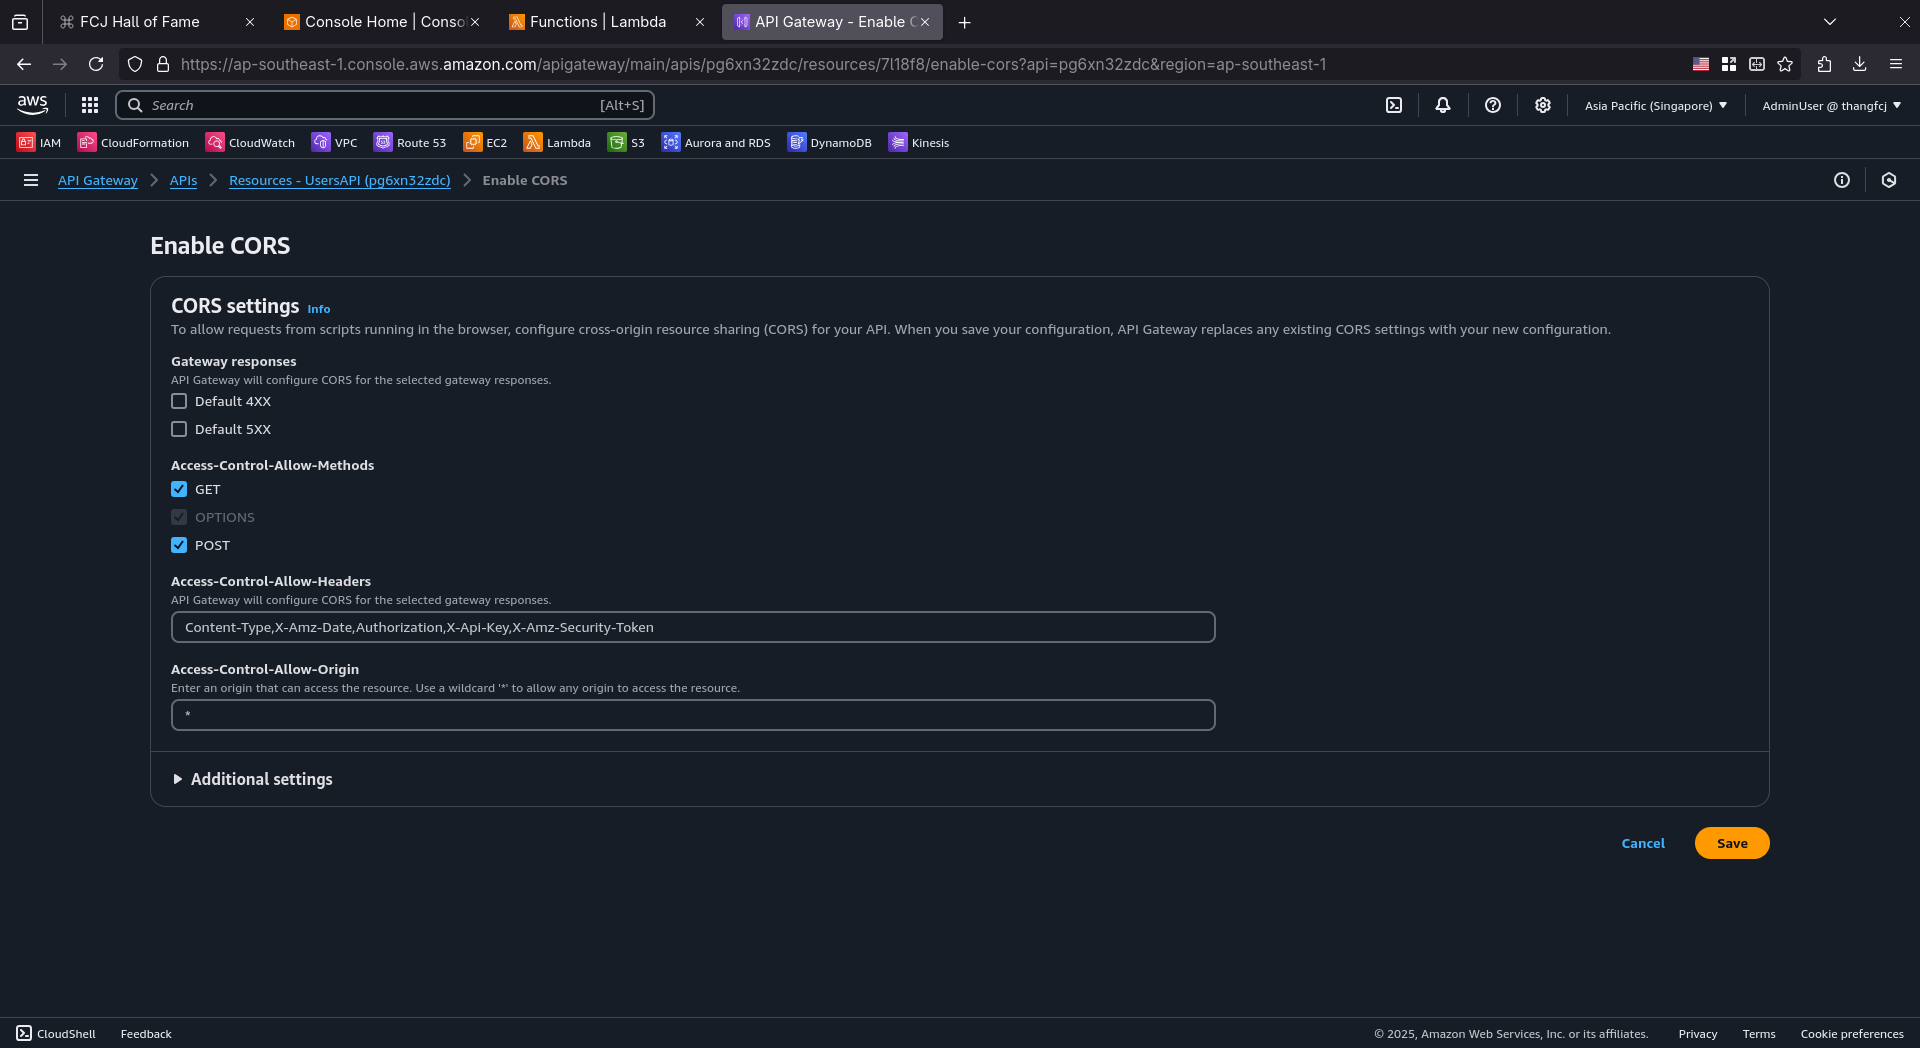 FCJ Hall of Fame
Console Home | Conso
Functions | Lambda
API Gateway - Enable C
https://ap-southeast-1.console.aws.amazon.com/apigateway/main/apis/pg6xn32zdc/resources/7l18f8/enable-cors?api=pg6xn32zdc&region=ap-southeast-1
aws
Search
[Alt+S]
Asia Pacific (Singapore)
AdminUser @ thangfcj
IAM
CloudFormation
CloudWatch
VPC
Route 53
EC2
Lambda
S3
Aurora and RDS
DynamoDB
Kinesis
API Gateway
APIs
Resources - UsersAPI (pg6xn32zdc)
Enable CORS
Enable CORS
CORS settings Info
To allow requests from scripts running in the browser, configure cross-origin resource sharing (CORS) for your API. When you save your configuration, API Gateway replaces any existing CORS settings with your new configuration.
Gateway responses
API Gateway will configure CORS for the selected gateway responses.
Default 4XX
Default 5XX
Access-Control-Allow-Methods
GET
OPTIONS
POST
Access-Control-Allow-Headers
API Gateway will configure CORS for the selected gateway responses.
Content-Type,X-Amz-Date,Authorization,X-Api-Key,X-Amz-Security-Token
Access-Control-Allow-Origin
Enter an origin that can access the resource. Use a wildcard '*' to allow any origin to access the resource.
*
Additional settings
Cancel
Save
CloudShell
Feedback
© 2025, Amazon Web Services, Inc. or its affiliates.
Privacy
Terms
Cookie preferences